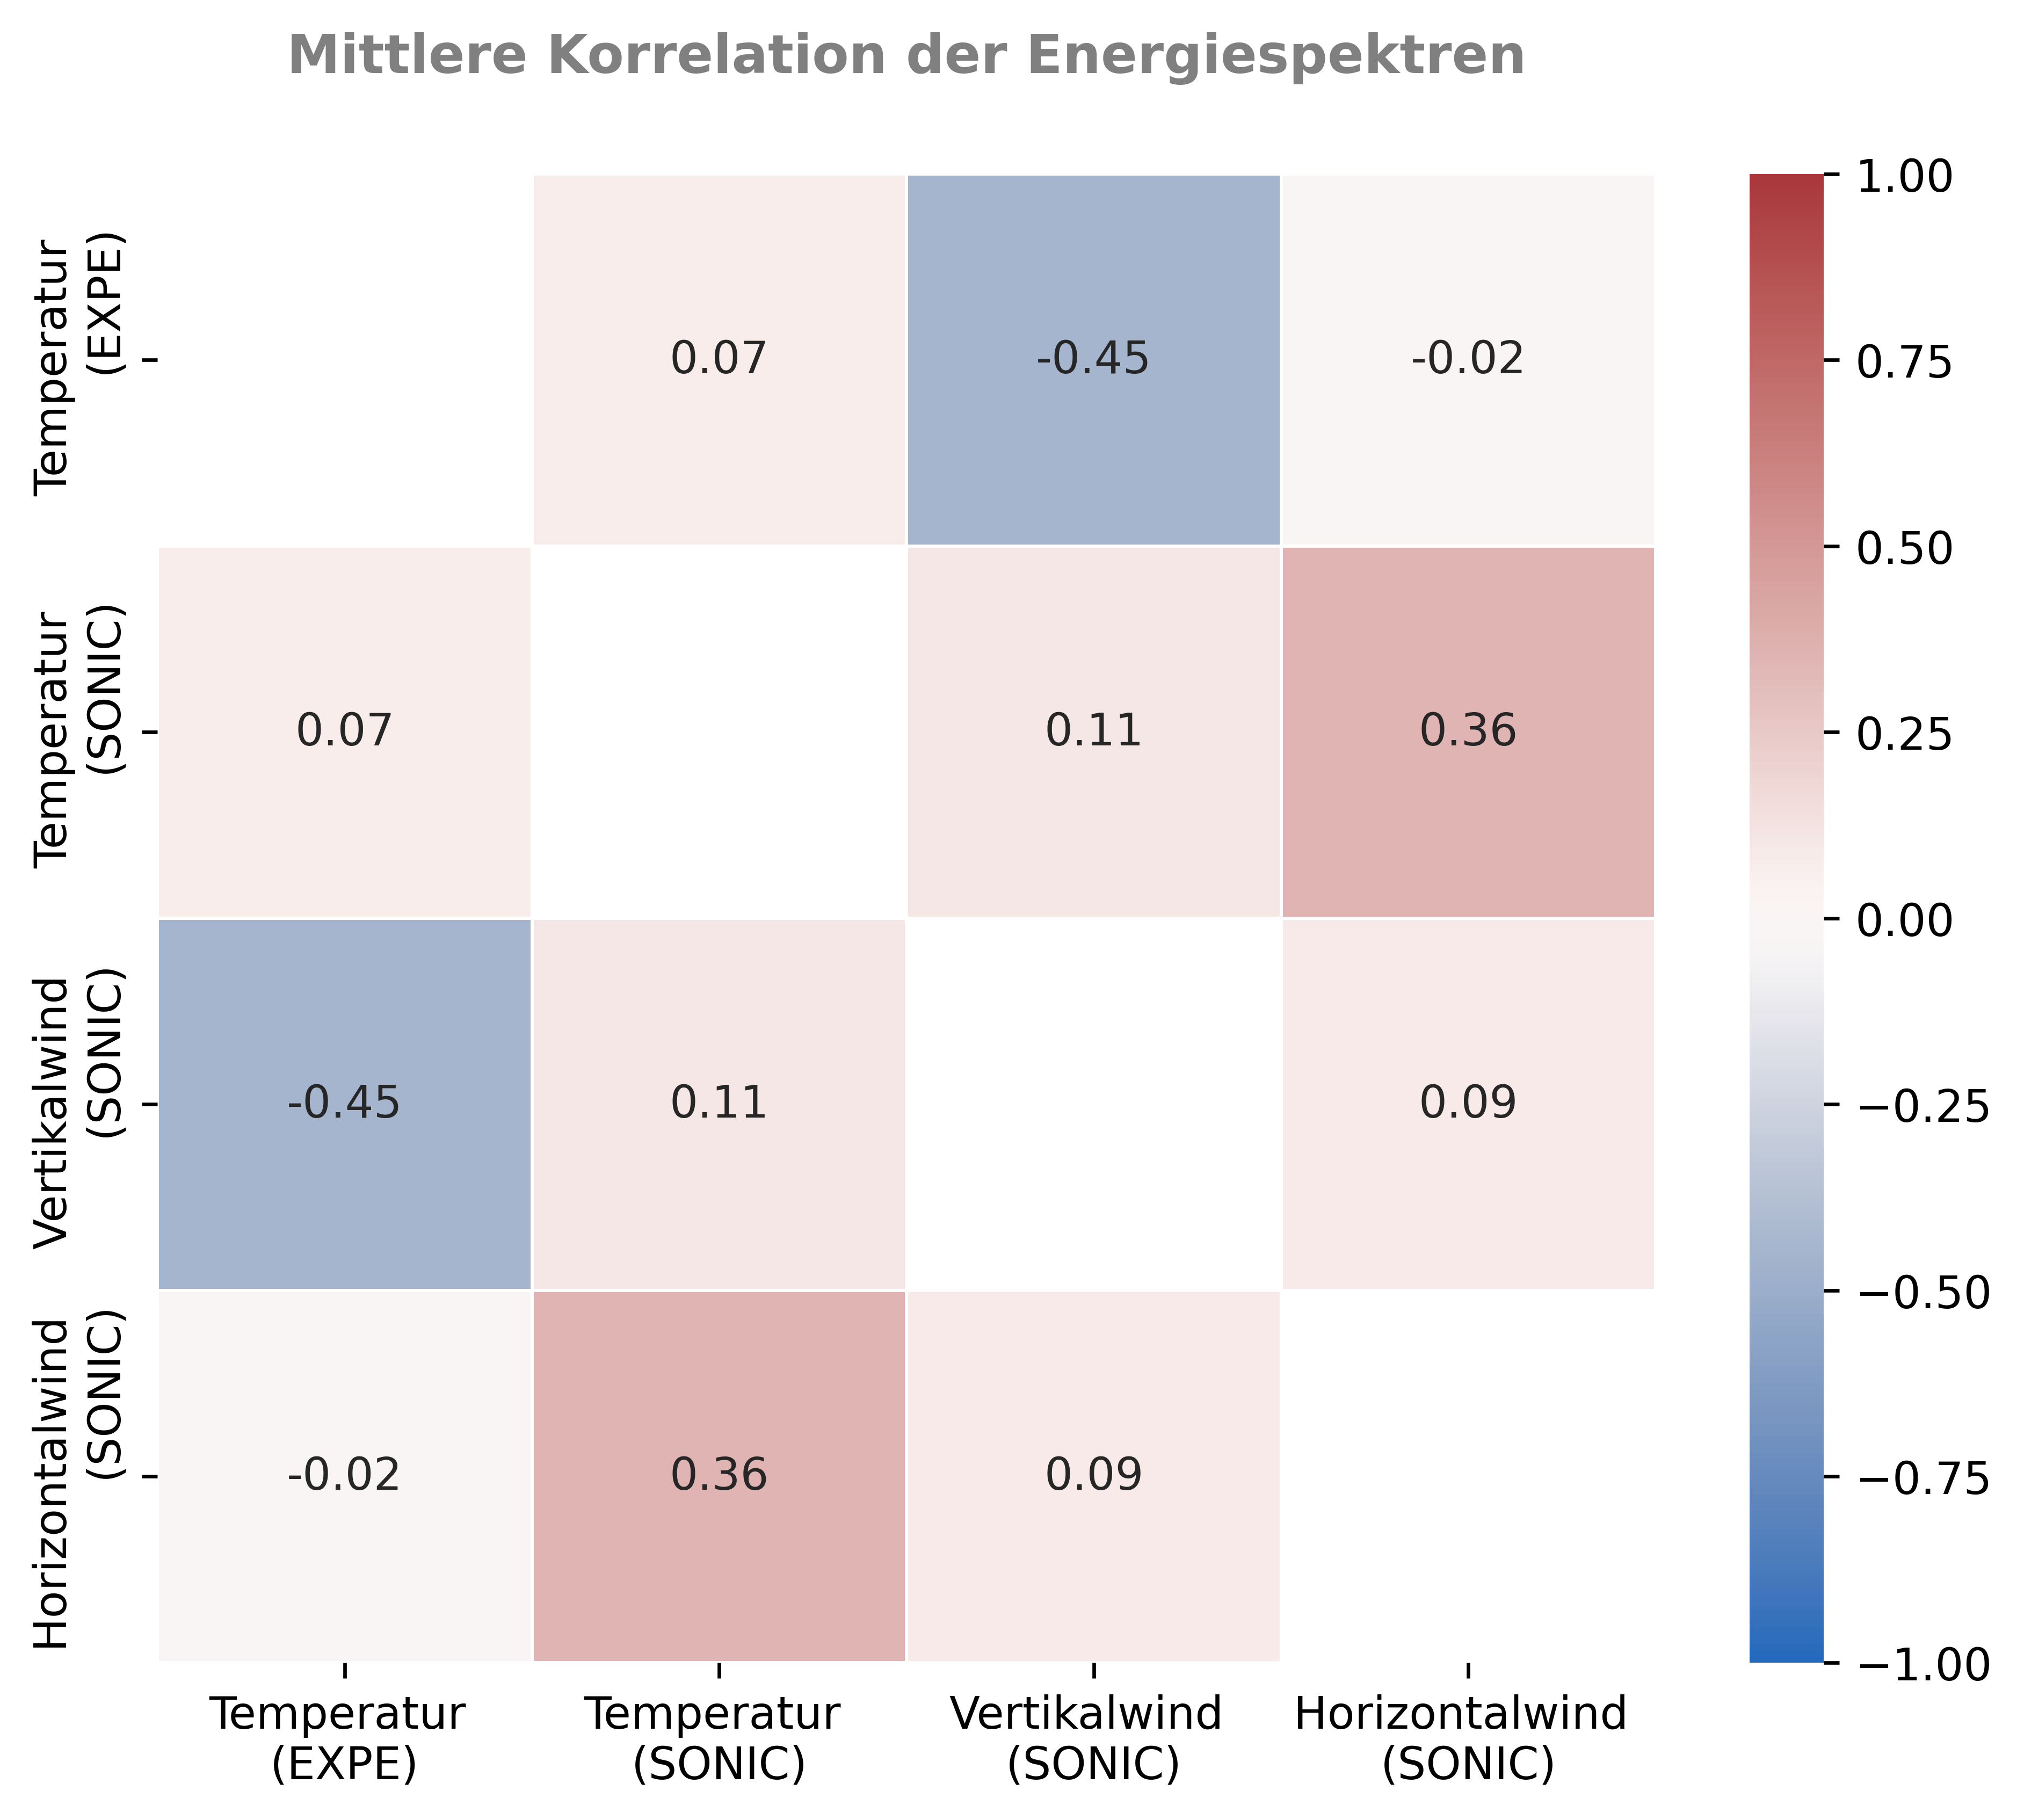 Mittlere Korrelation der Energiespektren
Temperatur
(EXPE)
0.07
-0.45
-0.02
Temperatur
(SONIC)
0.07
0.11
0.36
Vertikalwind
(SONIC)
-0.45
0.11
0.09
Horizontalwind
(SONIC)
-0.02
0.36
0.09
Temperatur
(EXPE)
Temperatur
(SONIC)
Vertikalwind
(SONIC)
Horizontalwind
(SONIC)
1.00
0.75
0.50
0.25
0.00
−0.25
−0.50
−0.75
−1.00